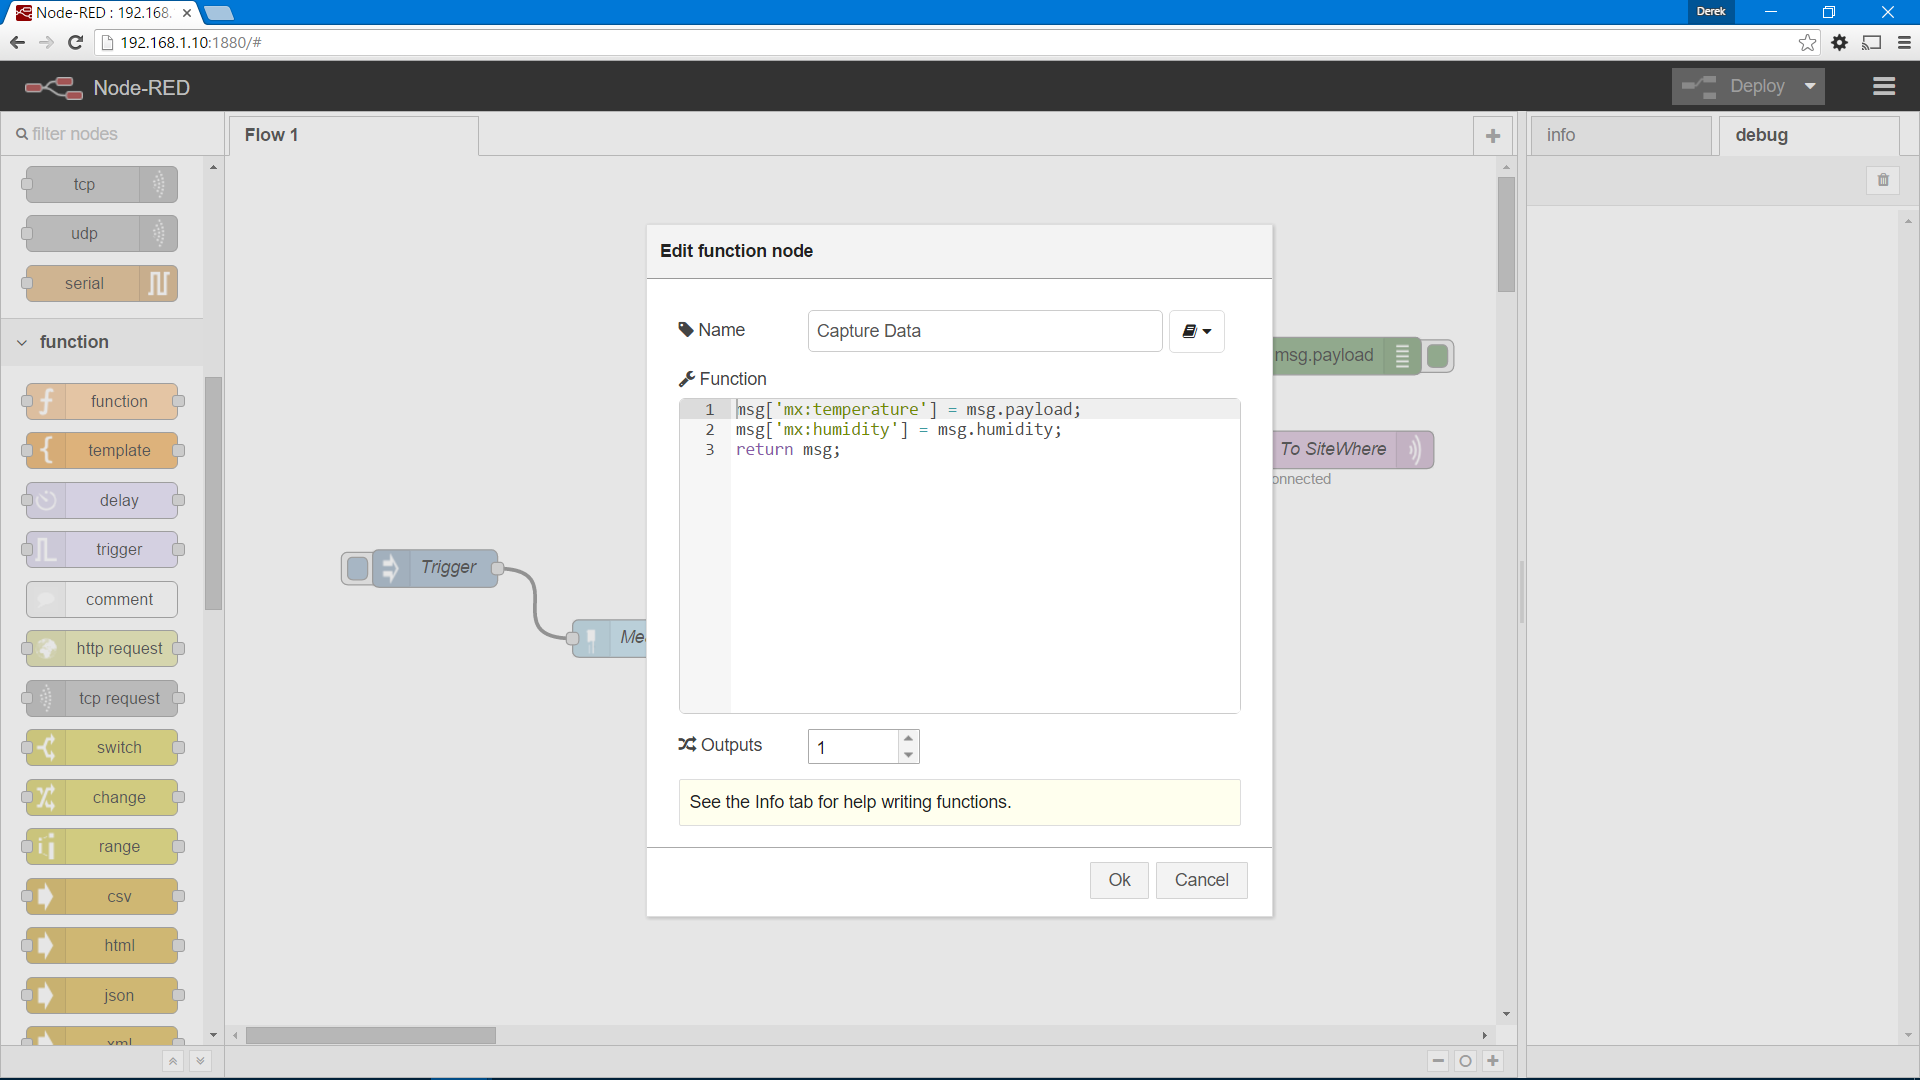 Node-RED : 192.168.
Derek
192.168.1.10:1880/#
Node-RED
Deploy
filter nodes
Flow 1
info
debug
tcp
udp
serial
function
function
template
delay
trigger
comment
http request
tcp request
switch
change
range
csv
html
json
xml
Trigger
Me
msg.payload
To SiteWhere
onnected
Edit function node
Name
Capture Data
Function
1 msg['mx:temperature'] = msg.payload;
2 msg['mx:humidity'] = msg.humidity;
3 return msg;
Outputs
1
See the Info tab for help writing functions.
Ok
Cancel